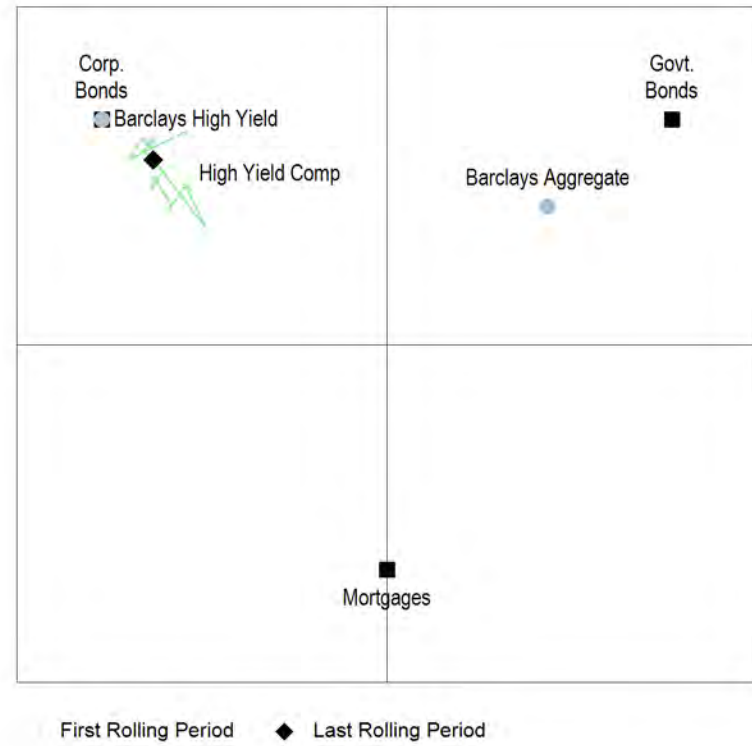 Corp.
Bonds
Govt.
Bonds
Barclays High Yield
High Yield Comp
Barclays Aggregate
Mortgages
First Rolling Period
Last Rolling Period